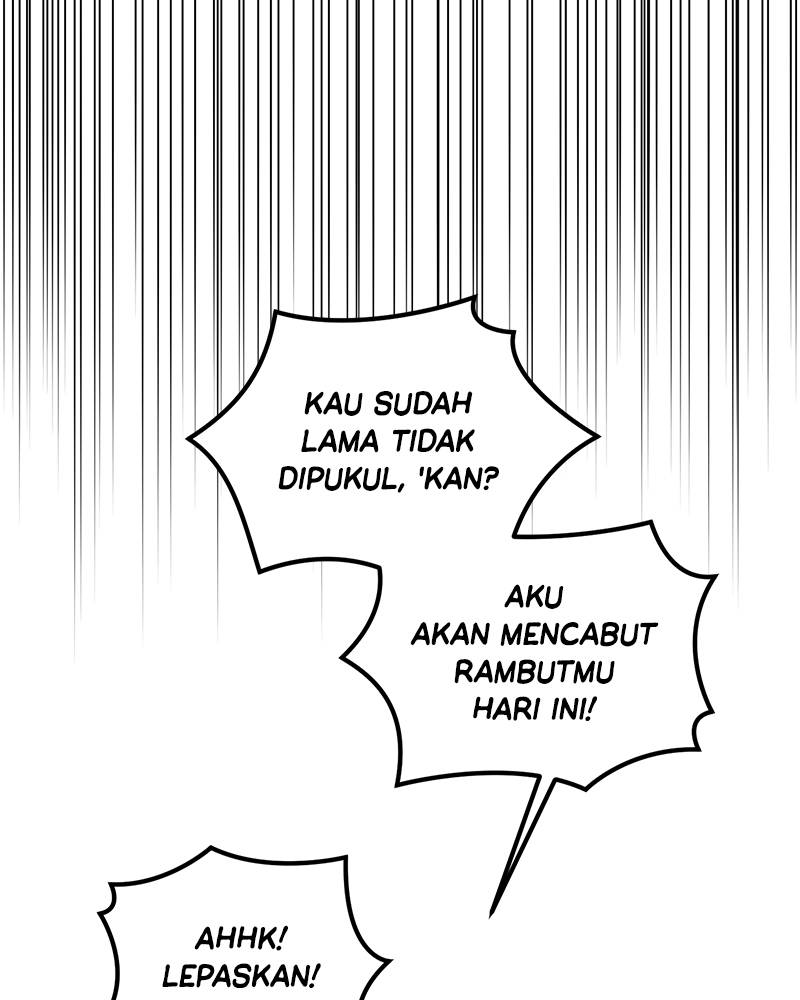 KAU SUDAH
LAMA TIDAK
DIPUKUL, 'KAN?
AKU
AKAN MENCABUT
RAMBUTMU
HARI INI!
AHHK!
LEPASKAN!